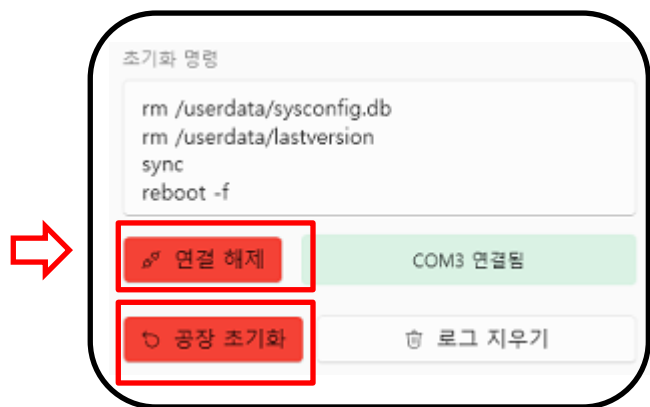 초기화 명령
rm /userdata/sysconfig.db
rm /userdata/lastversion
sync
reboot -f
연결 해제
COM3 연결됨
공장 초기화
로그 지우기